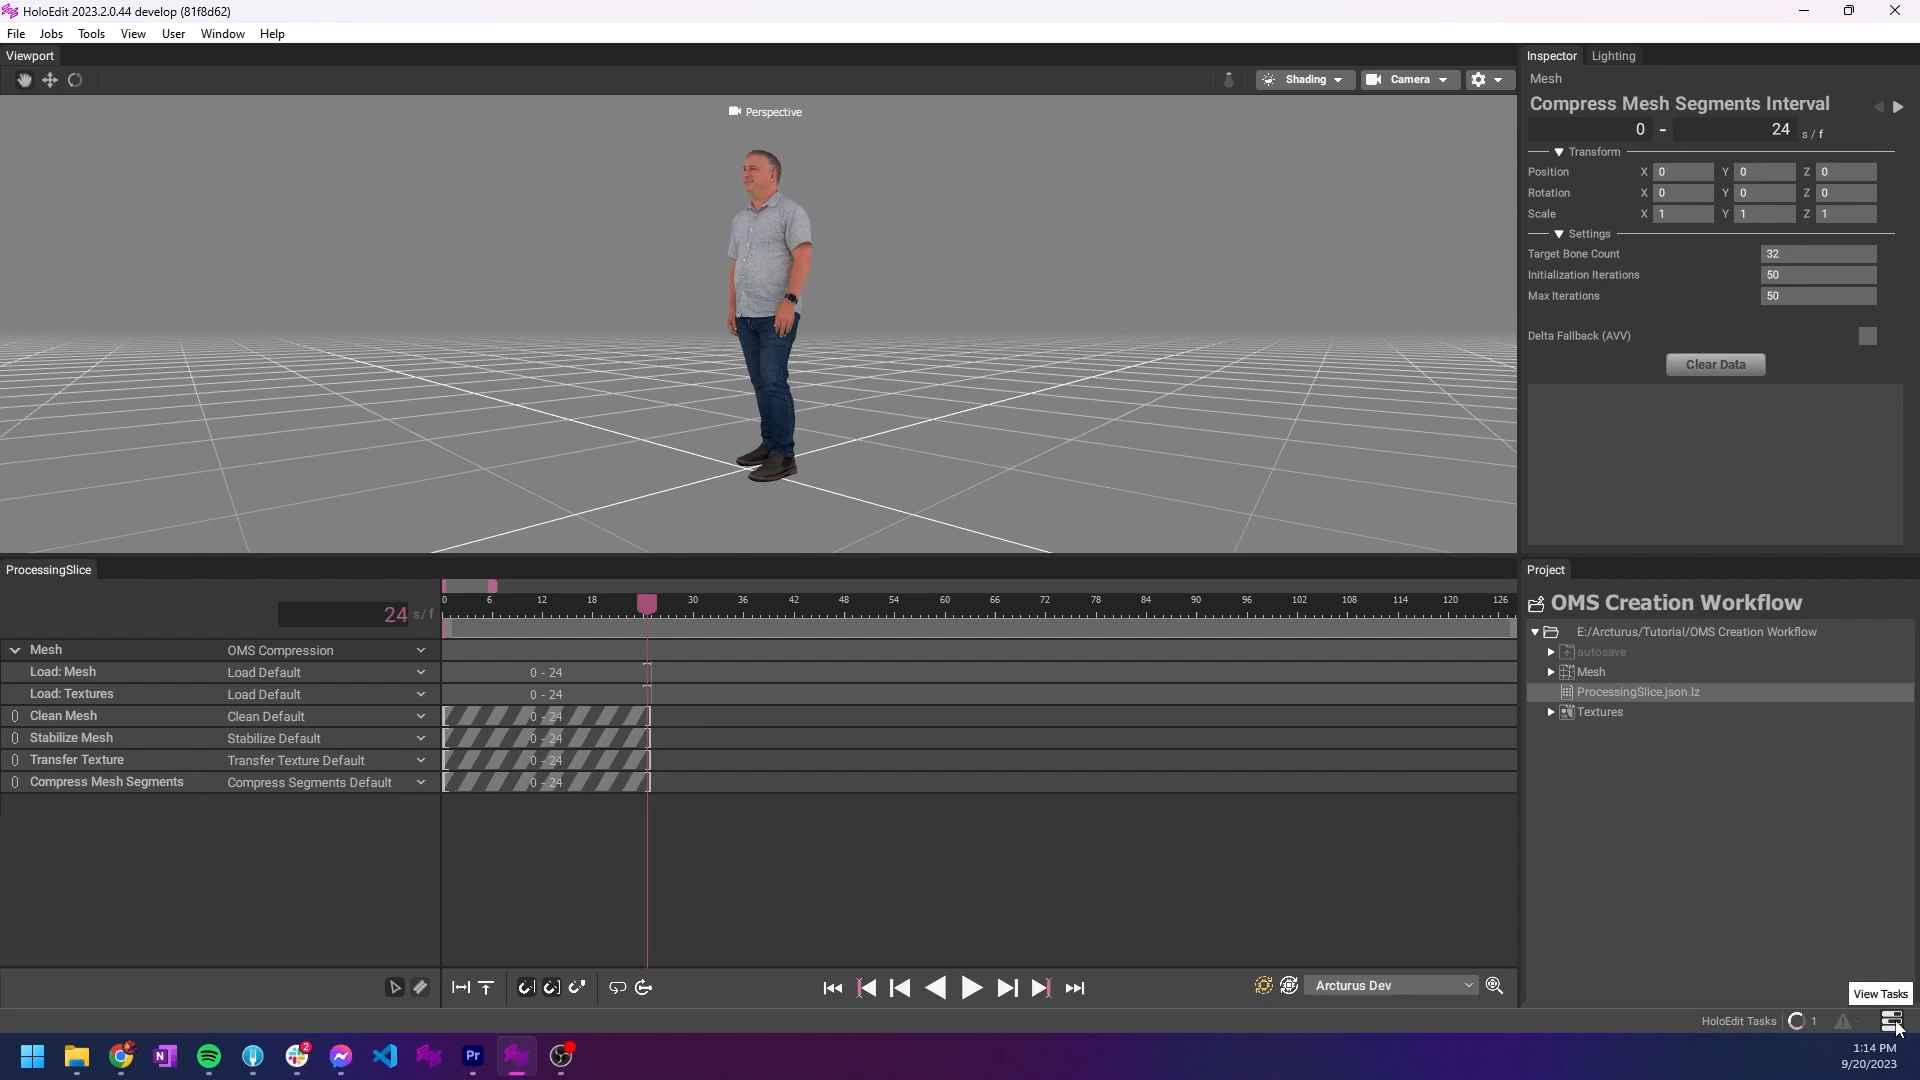 HoloEdit 2023.2.0.44 develop (81f8d62)
File Jobs Tools View User Window Help
Viewport
Shading Camera
Perspective
Inspector Lighting
Mesh
Compress Mesh Segments Interval
0 - 24 s / f
Transform
Position X 0 Y 0 Z 0
Rotation X 0 Y 0 Z 0
Scale X 1 Y 1 Z 1
Settings
Target Bone Count 32
Initialization Iterations 50
Max Iterations 50
Delta Fallback (AVV)
Clear Data
ProcessingSlice
24 s/f
0 6 12 18 30 36 42 48 54 60 66 72 78 84 90 96 102 108 114 120 126
Mesh OMS Compression
Load: Mesh Load Default 0 - 24
Load: Textures Load Default 0 - 24
Clean Mesh Clean Default 0 - 24
Stabilize Mesh Stabilize Default 0 - 24
Transfer Texture Transfer Texture Default 0 - 24
Compress Mesh Segments Compress Segments Default 0 - 24
Arcturus Dev
Project
OMS Creation Workflow
E:/Arcturus/Tutorial/OMS Creation Workflow
autosave
Mesh
ProcessingSlice.json.lz
Textures
View Tasks
HoloEdit Tasks 1
N 2 Pr
1:14 PM
9/20/2023